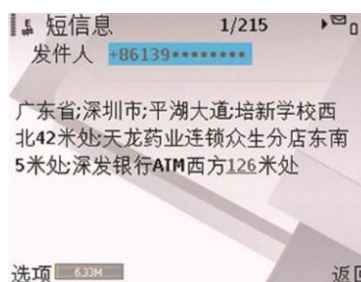 短信息 1/215
发件人 +86139********
广东省;深圳市;平湖大道;培新学校西
北42米处;天龙药业连锁众生分店东南
5米处;深发银行ATM西方126米处
选项 6.33M 返回